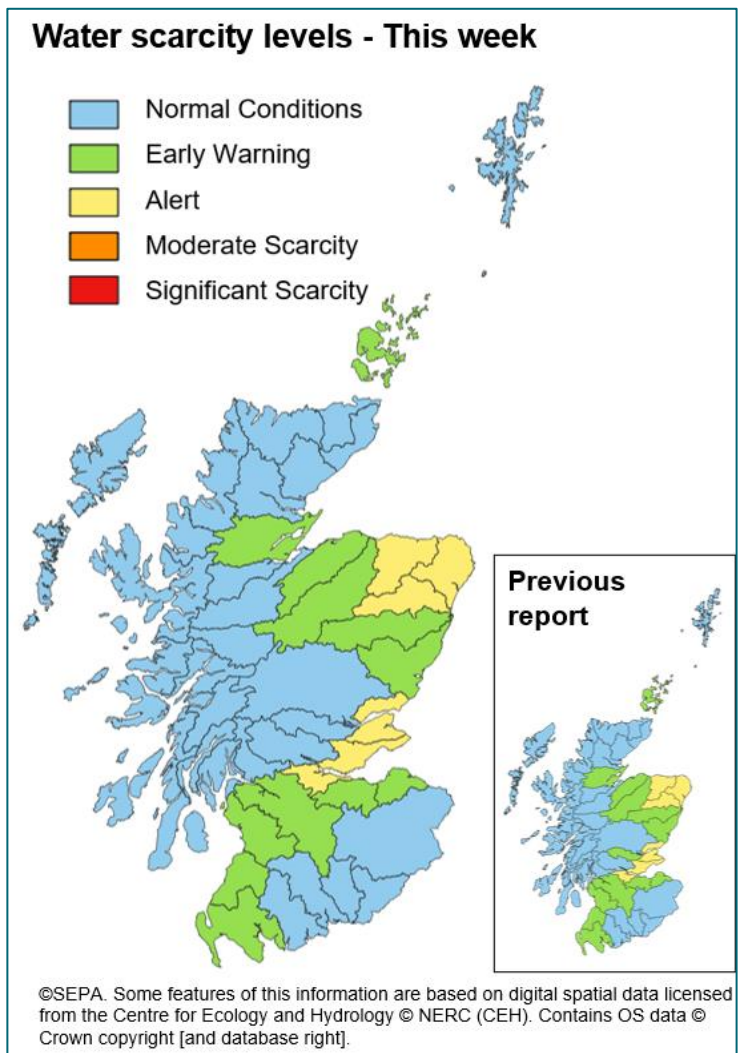 Water scarcity levels - This week
Normal Conditions
Early Warning
Alert
Moderate Scarcity
Significant Scarcity
Previous
report
©SEPA. Some features of this information are based on digital spatial data licensed
from the Centre for Ecology and Hydrology © NERC (CEH). Contains OS data ©
Crown copyright [and database right].